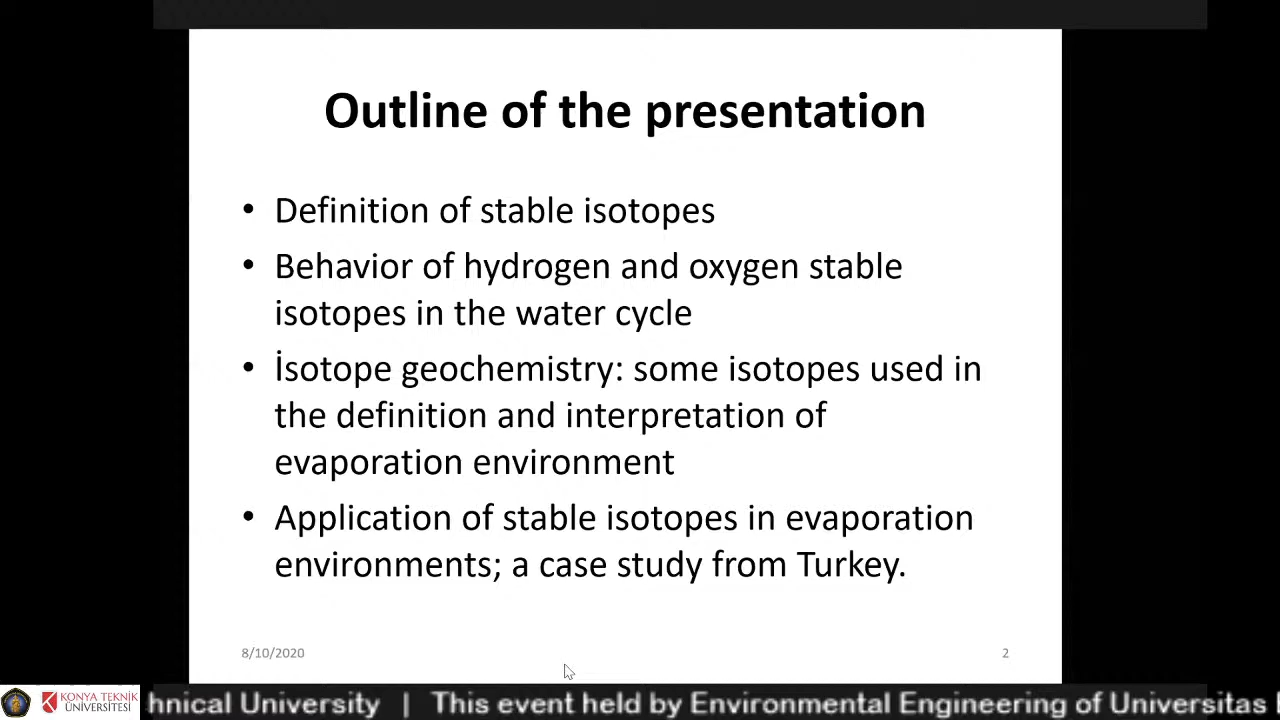 Outline of the presentation
• Definition of stable isotopes
• Behavior of hydrogen and oxygen stable
isotopes in the water cycle
• İsotope geochemistry: some isotopes used in
the definition and interpretation of
evaporation environment
• Application of stable isotopes in evaporation
environments; a case study from Turkey.
8/10/2020
2
KONYA TEKNİK
ÜNİVERSİTESİ
hnical University | This event held by Environmental Engineering of Universitas